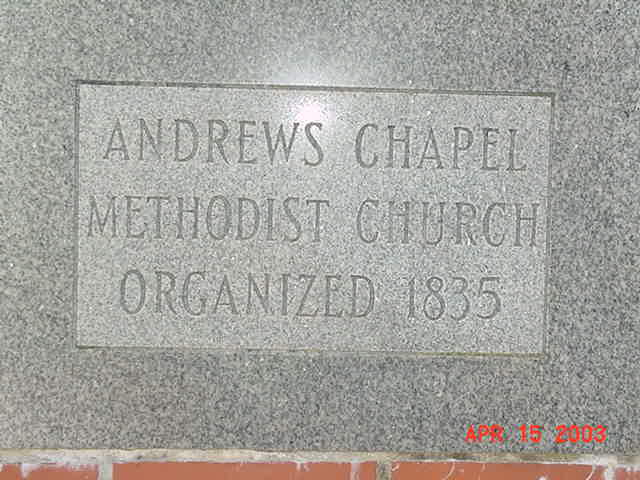 ANDREWS CHAPEL
METHODIST CHURCH
ORGANIZED 1835
APR 15 2003